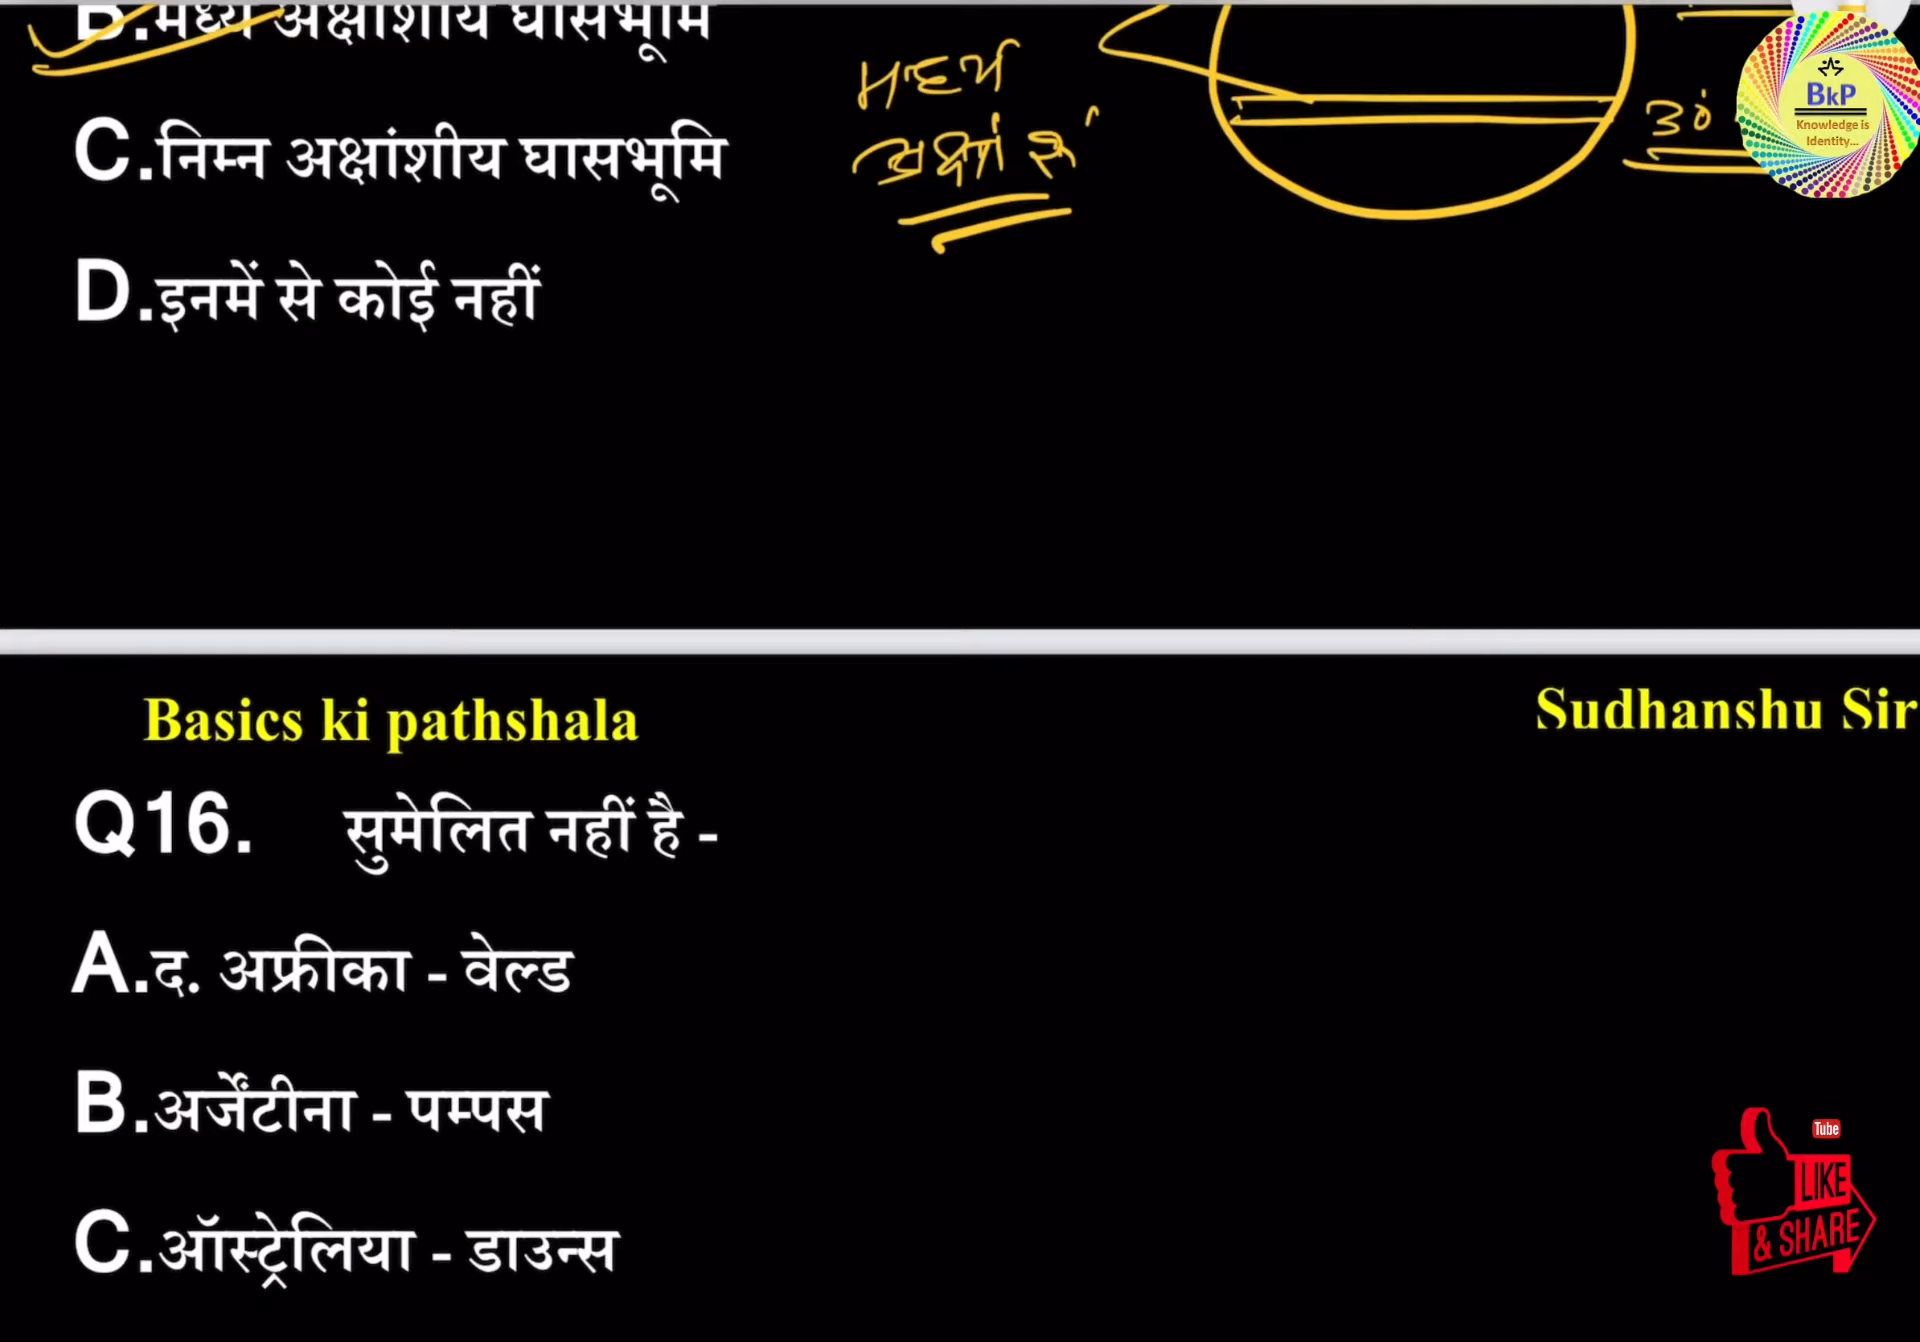 B.मध्य अक्षांशीय घासभूमि
मध्य
C.निम्न अक्षांशीय घासभूमि
30
BkP
Knowledge is
Identity...
D.इनमें से कोई नहीं
Basics ki pathshala
Sudhanshu Sir
Q16. सुमेलित नहीं है -
A.द. अफ्रीका - वेल्ड
B.अर्जेंटीना - पम्पस
C.ऑस्ट्रेलिया - डाउन्स
Tube
LIKE
& SHARE